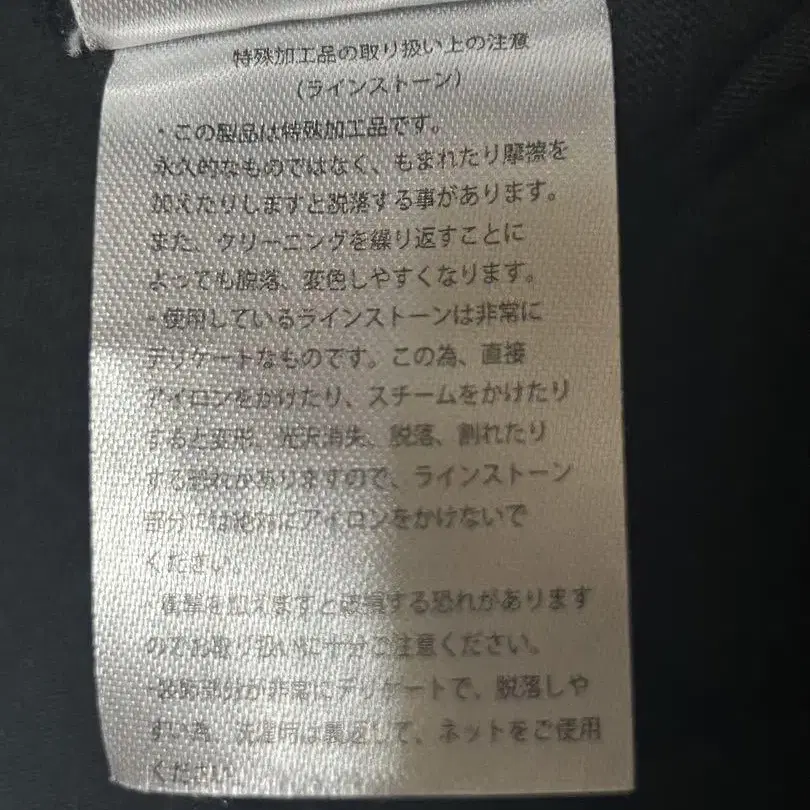 特殊加工品の取り扱い上の注意
(ラインストーン)
・この製品は特殊加工品です。
永久的なものではなく、もまれたり摩擦を
加えたりしますと脱落する事があります。
また、クリーニングを繰り返すことに
よっても脱落、変色しやすくなります。
・使用しているラインストーンは非常に
デリケートなものです。この為、直接
アイロンをかけたり、スチームをかけたり
すると変形、光沢消失、脱落、割れたり
する恐れがありますので、ラインストーン
部分には絶対にアイロンをかけないで
ください。
・衝撃を加えますと破損する恐れがあります
のでお取り扱いに十分ご注意ください。
・装飾部分が非常にデリケートで、脱落しや
すい為、洗濯時は裏返して、ネットをご使用
ください。